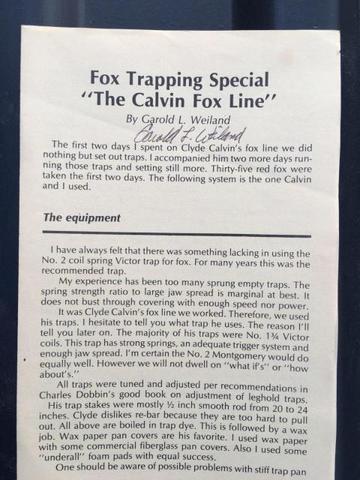 Fox Trapping Special
"The Calvin Fox Line"
By Garold L. Weiland
Garold L. Weiland
The first two days I spent on Clyde Calvin's fox line we did
nothing but set out traps. I accompanied him two more days run-
ning those traps and setting still more. Thirty-five red fox were
taken the first two days. The following system is the one Calvin
and I used.
The equipment
I have always felt that there was something lacking in using the
No. 2 coil spring Victor trap for fox. For many years this was the
recommended trap.
My experience has been too many sprung empty traps. The
spring strength ratio to large jaw spread is marginal at best. It
does not bust through covering with enough speed nor power.
It was Clyde Calvin's fox line we worked. Therefore, we used
his traps. I hesitate to tell you what trap he uses. The reason I'll
tell you later on. The majority of his traps were No. 1¾ Victor
coils. This trap has strong springs, an adequate trigger system and
enough jaw spread. I'm certain the No. 2 Montgomery would do
equally well. However we will not dwell on "what if's" or "how
about's."
All traps were tuned and adjusted per recommendations in
Charles Dobbin's good book on adjustment of leghold traps.
His trap stakes were mostly ½ inch smooth rod from 20 to 24
inches. Clyde dislikes re-bar because they are too hard to pull
out. All above are boiled in trap dye. This is followed by a wax
job. Wax paper pan covers are his favorite. I used wax paper
with some commercial fiberglass pan covers. Also I used some
"underall" foam pads with equal success.
One should be aware of possible problems with stiff trap pan